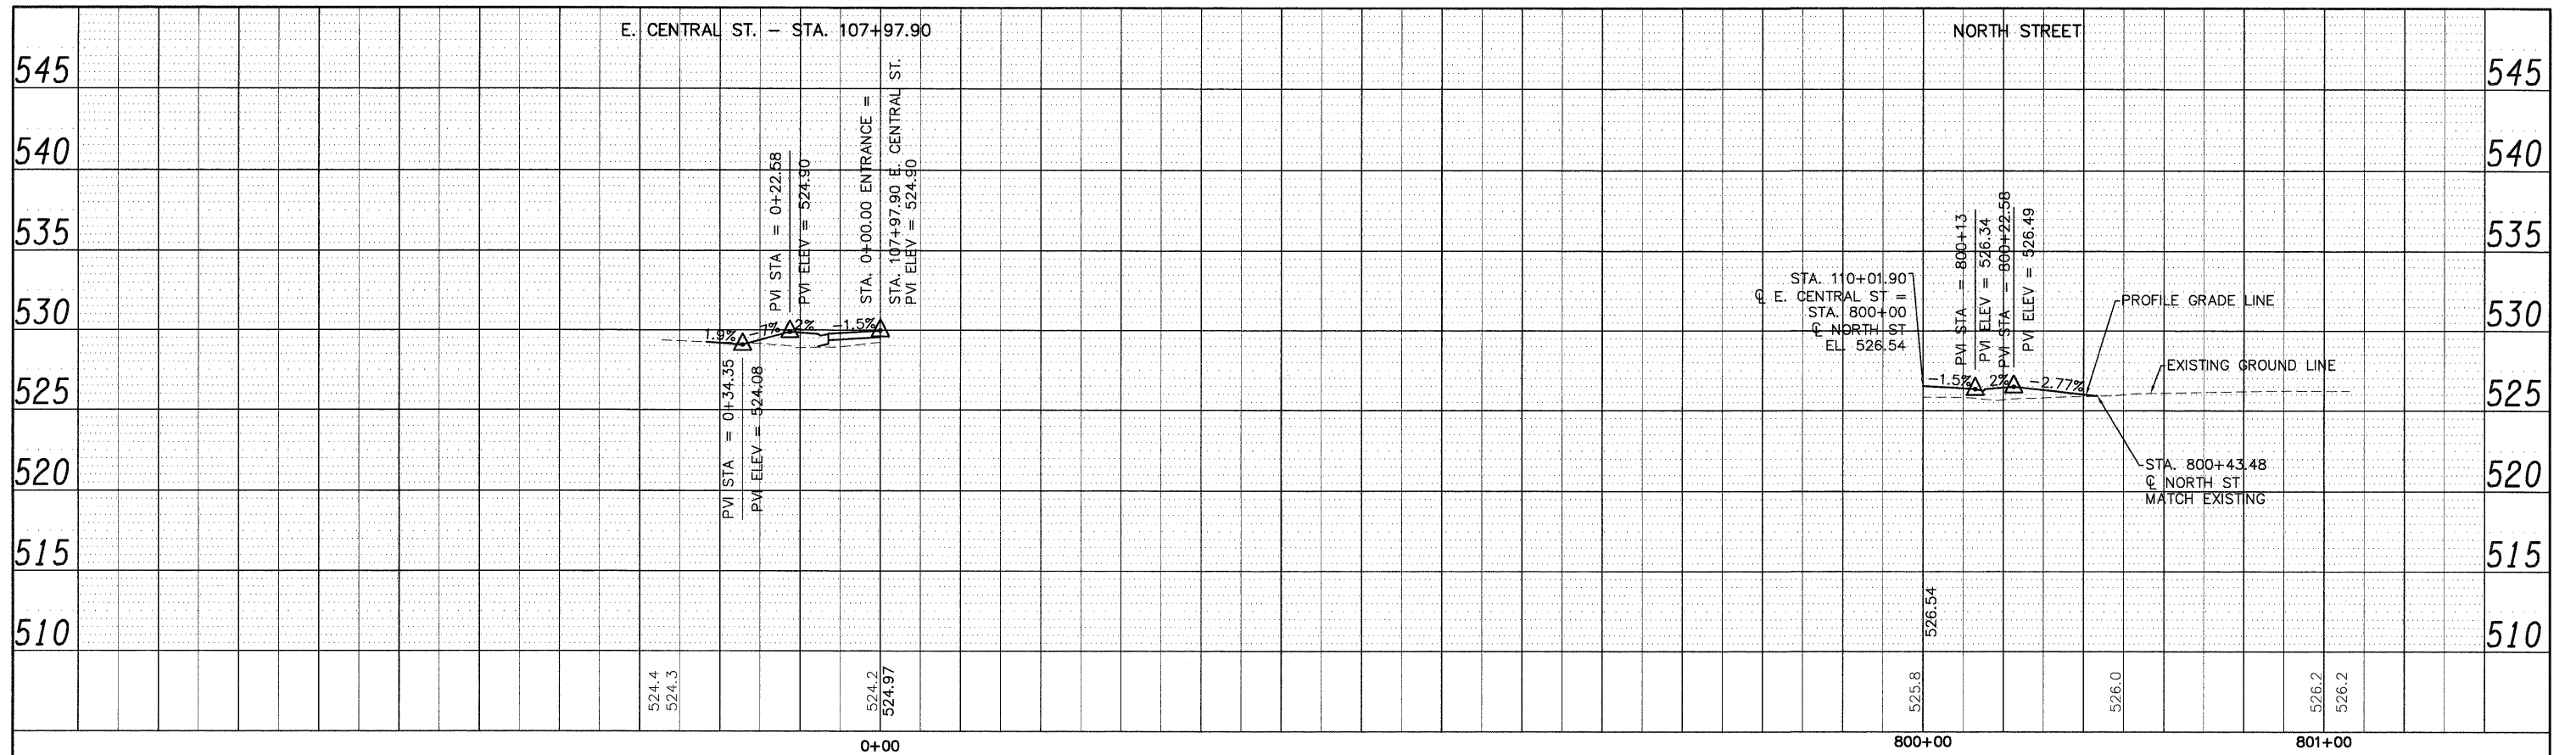 E. CENTRAL ST. - STA. 107+97.90
NORTH STREET
545
545
540
540
535
535
530
530
525
525
520
520
515
515
510
510
PVI STA = 0+22.58
PVI ELEV = 524.90
STA. 0+00.00 ENTRANCE =
STA. 107+97.90 E. CENTRAL ST.
PVI ELEV = 524.90
1.9%
-7%
2%
-1.5%
PVI STA = 0+34.35
PVI ELEV = 524.08
STA. 110+01.90
℄ E. CENTRAL ST =
STA. 800+00
℄ NORTH ST
EL. 526.54
PVI STA = 800+13
PVI ELEV = 526.34
PVI STA = 800+22.58
PVI ELEV = 526.49
-1.5%
2%
-2.77%
PROFILE GRADE LINE
EXISTING GROUND LINE
STA. 800+43.48
℄ NORTH ST
MATCH EXISTING
526.54
524.4
524.3
524.2
524.97
525.8
526.0
526.2
526.2
0+00
800+00
801+00